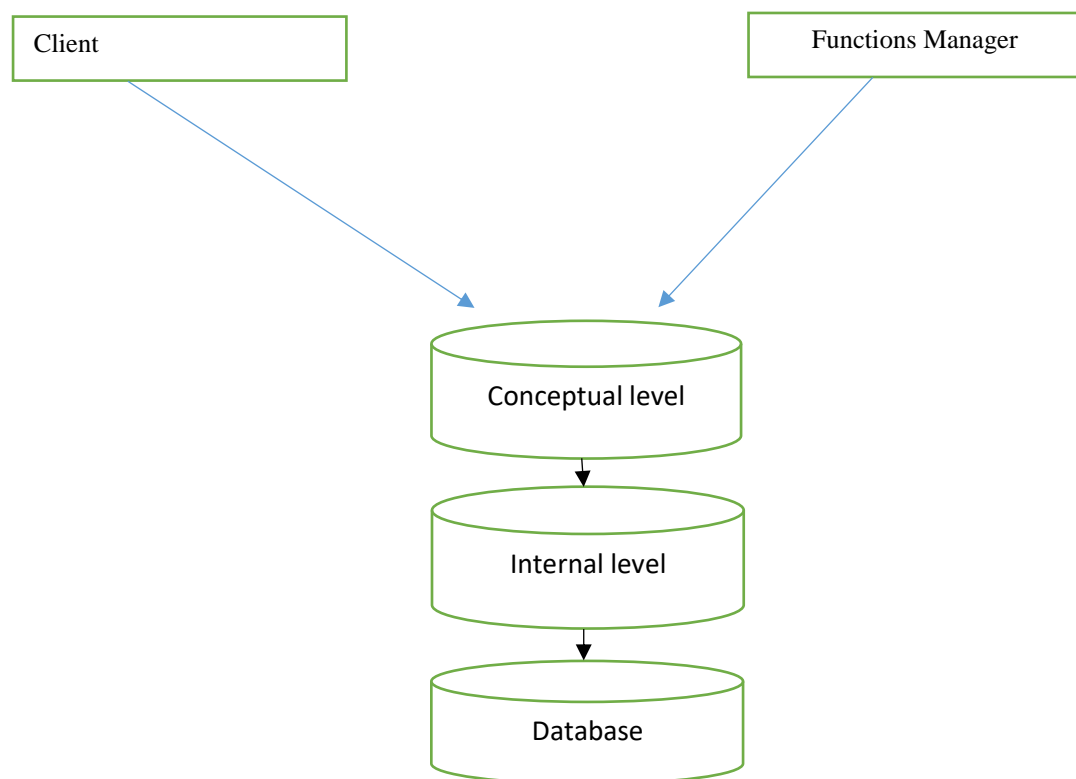 Client
Functions Manager
Conceptual level
Internal level
Database